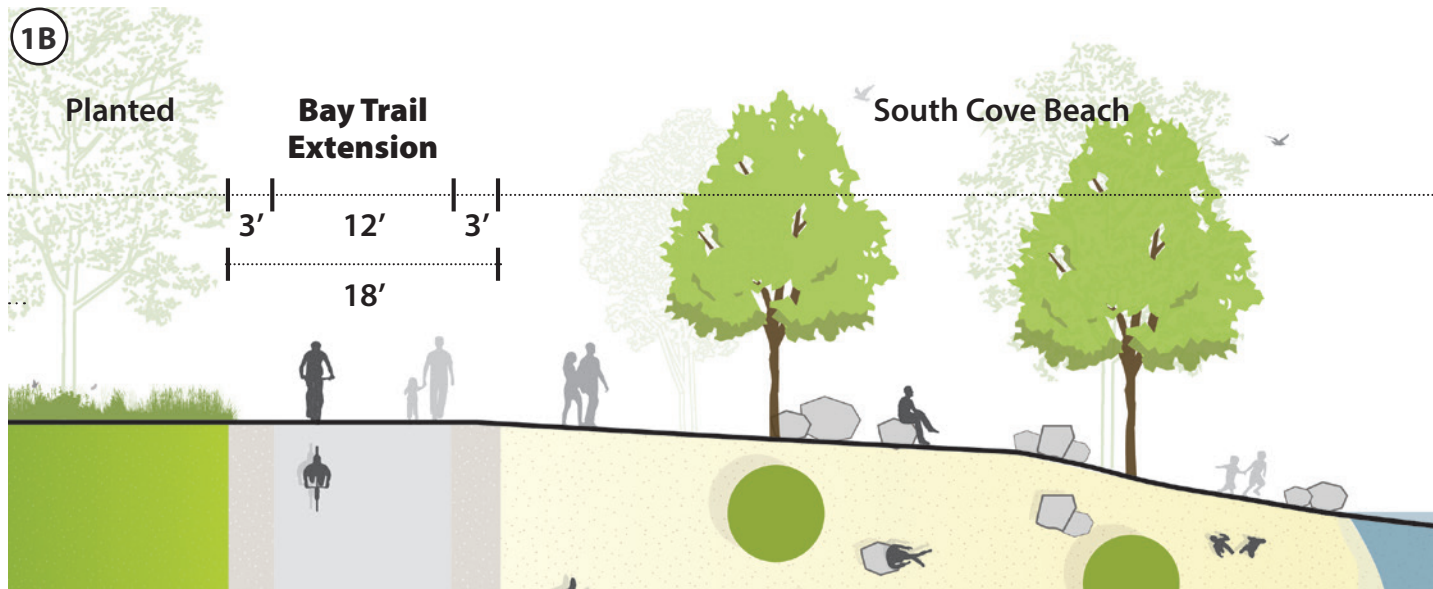 1B
Planted
Bay Trail
Extension
South Cove Beach
3’
12’
3’
18’
...